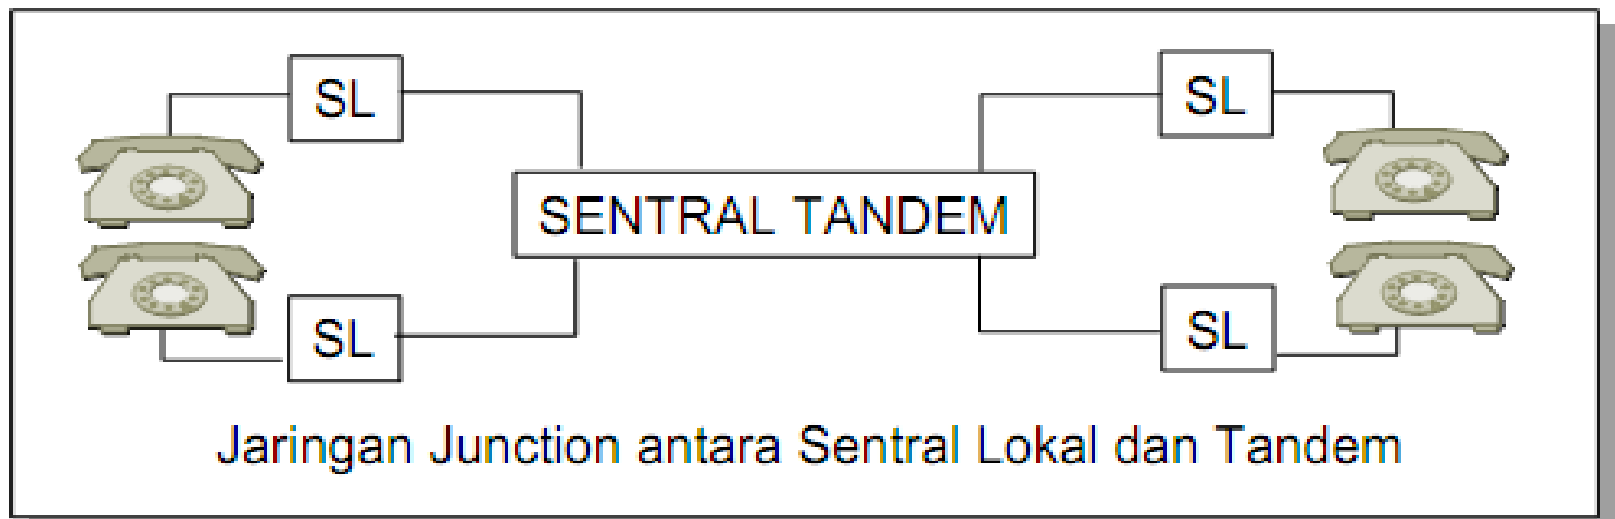 SL
SL
SENTRAL TANDEM
SL
SL
Jaringan Junction antara Sentral Lokal dan Tandem